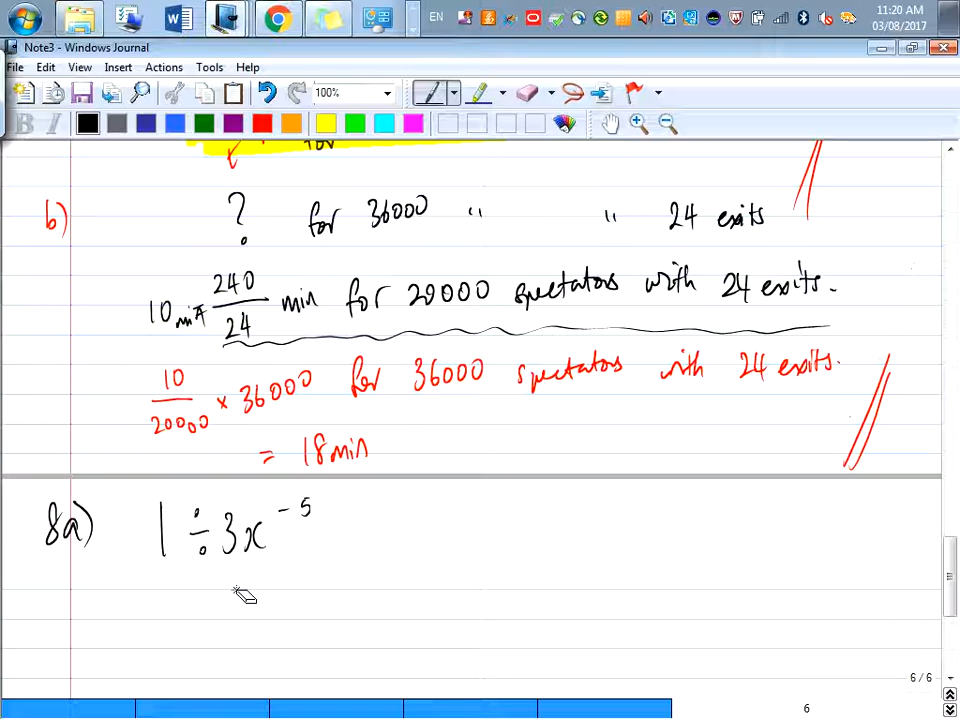 EN
11:20 AM
03/08/2017
Note3 - Windows Journal
File Edit View Insert Actions Tools Help
100%
B I
for
b) ? for 36000 " " 24 exits
10 min = 240/24 min for 20000 spectators with 24 exits.
10/20000 × 36000 for 36000 spectators with 24 exits.
= 18min
8a) 1 ÷ 3x⁻⁵
6 / 6
6